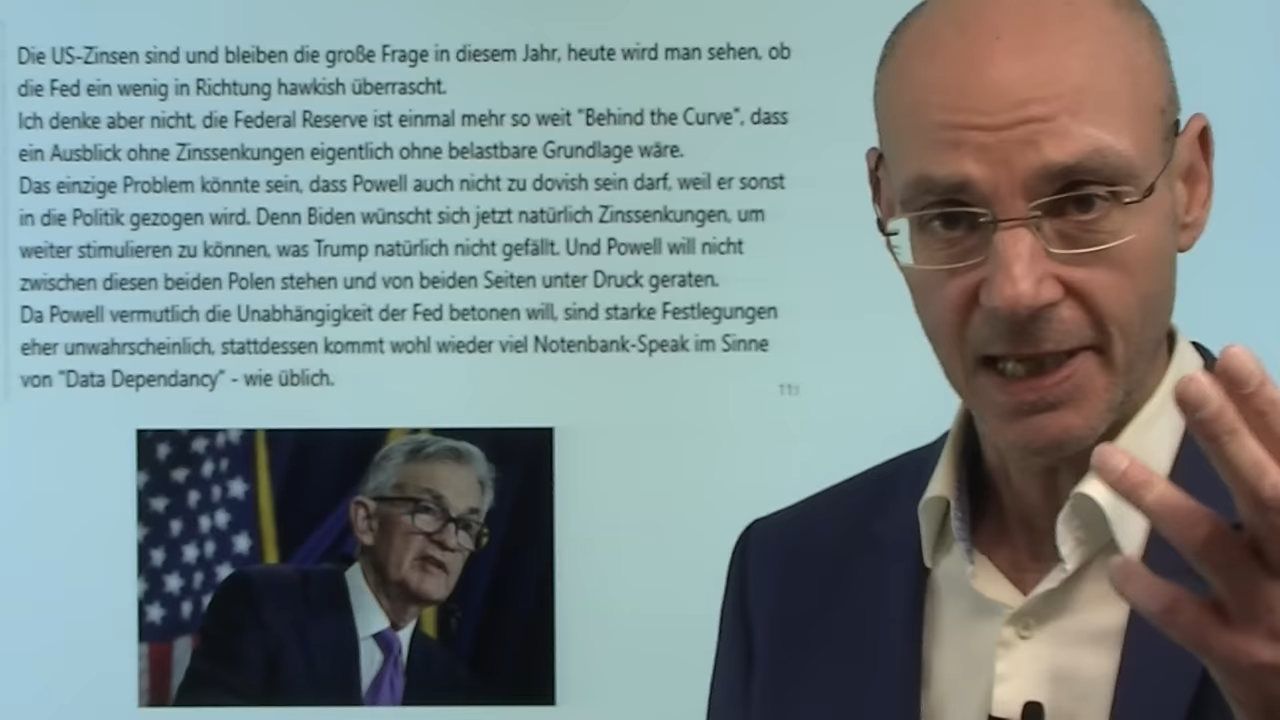 Die US-Zinsen sind und bleiben die große Frage in diesem Jahr, heute wird man sehen, ob
die Fed ein wenig in Richtung hawkish überrascht.
Ich denke aber nicht, die Federal Reserve ist einmal mehr so weit "Behind the Curve", dass
ein Ausblick ohne Zinssenkungen eigentlich ohne belastbare Grundlage wäre.
Das einzige Problem könnte sein, dass Powell auch nicht zu dovish sein darf, weil er sonst
in die Politik gezogen wird. Denn Biden wünscht sich jetzt natürlich Zinssenkungen, um
weiter stimulieren zu können, was Trump natürlich nicht gefällt. Und Powell will nicht
zwischen diesen beiden Polen stehen und von beiden Seiten unter Druck geraten.
Da Powell vermutlich die Unabhängigkeit der Fed betonen will, sind starke Festlegungen
eher unwahrscheinlich, stattdessen kommt wohl wieder viel Notenbank-Speak im Sinne
von "Data Dependancy" - wie üblich.